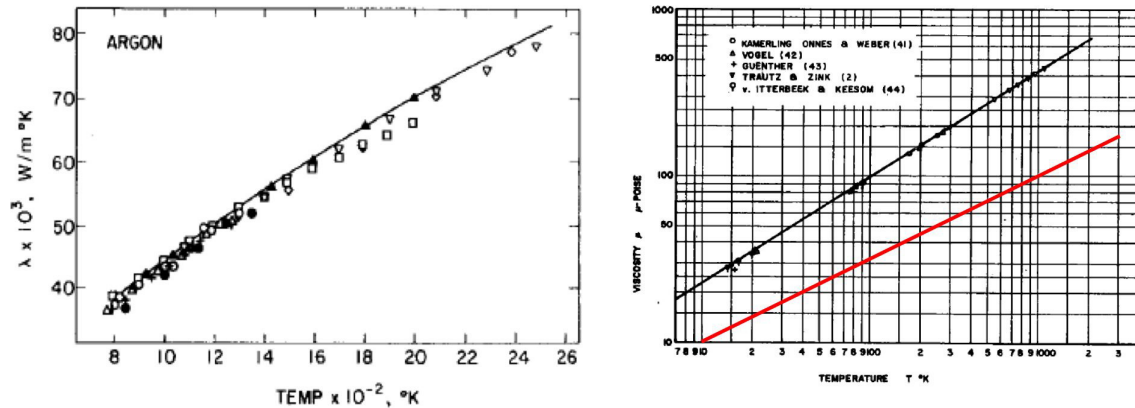 80
70
60
50
40
ARGON
λ x 10³, W/m °K
8 10 12 14 16 18 20 22 24 26
TEMP x 10⁻², °K
1000
500
100
50
10
○ KAMERLING ONNES & WEBER (41)
▲ VOGEL (42)
+ GUENTHER (43)
▼ TRAUTZ & ZINK (2)
v. ITTERBEEK & KEESOM (44)
VISCOSITY μ μ-POISE
7 8 9 10 2 3 4 5 6 7 8 9 100 2 3 4 5 6 7 8 9 1000 2 3
TEMPERATURE T °K